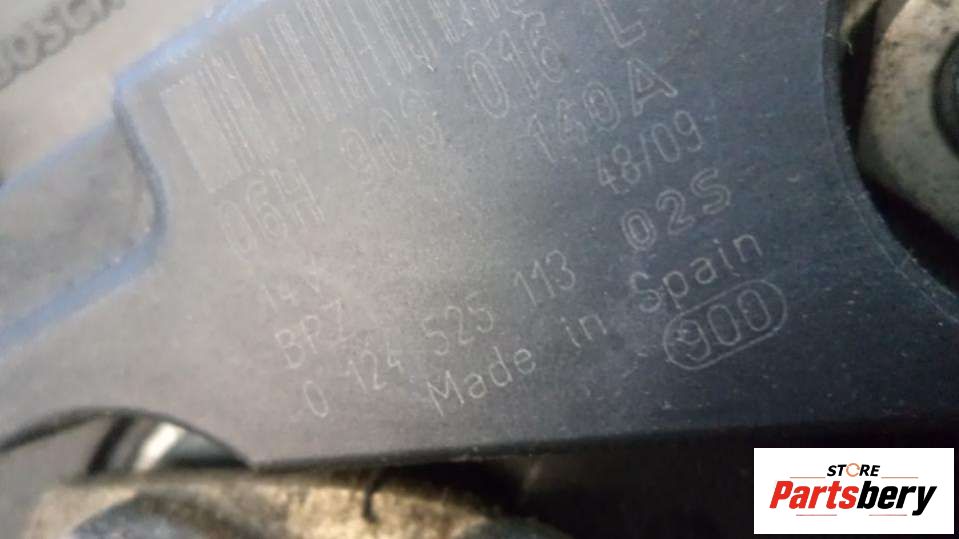 BOSCH
06H 903 016 L
14V 140A
BPZ 48/09
0 124 525 113 02S
Made in Spain
900
STORE
Partsbery